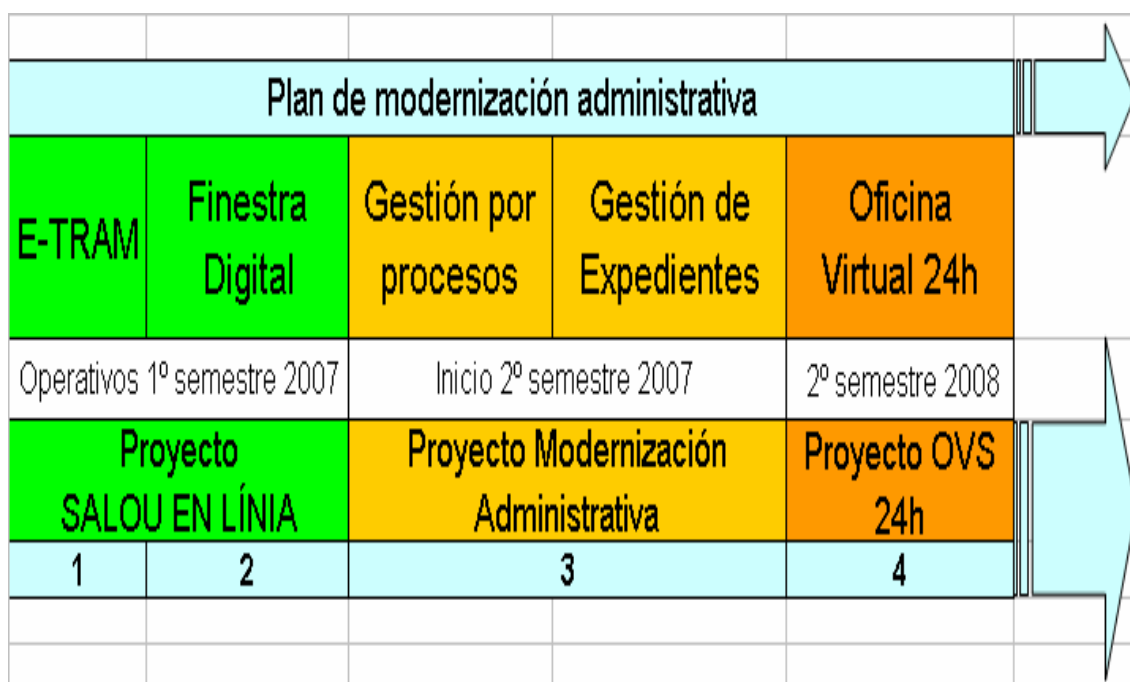 Plan de modernización administrativa
E-TRAM
Finestra
Digital
Gestión por
procesos
Gestión de
Expedientes
Oficina
Virtual 24h
Operativos 1º semestre 2007
Inicio 2º semestre 2007
2º semestre 2008
Proyecto
SALOU EN LÍNIA
Proyecto Modernización
Administrativa
Proyecto OVS
24h
1
2
3
4